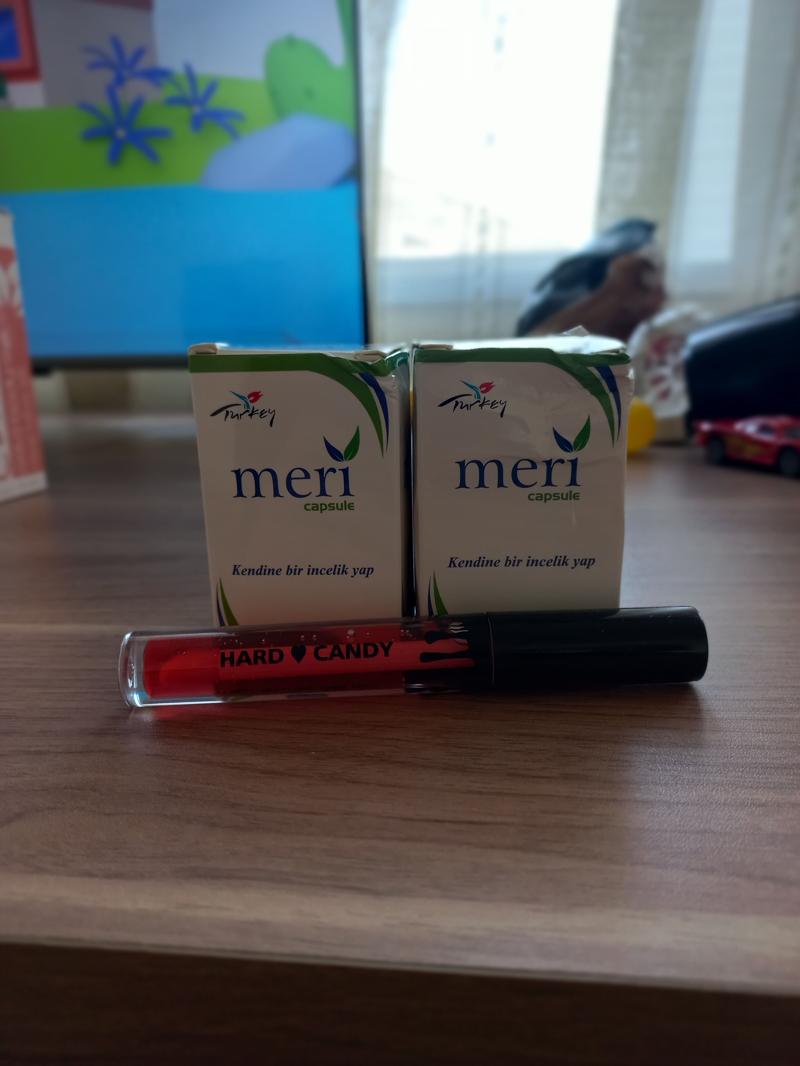 Turkey
meri
capsule
Kendine bir incelik yap
Turkey
meri
capsule
Kendine bir incelik yap
HARD CANDY